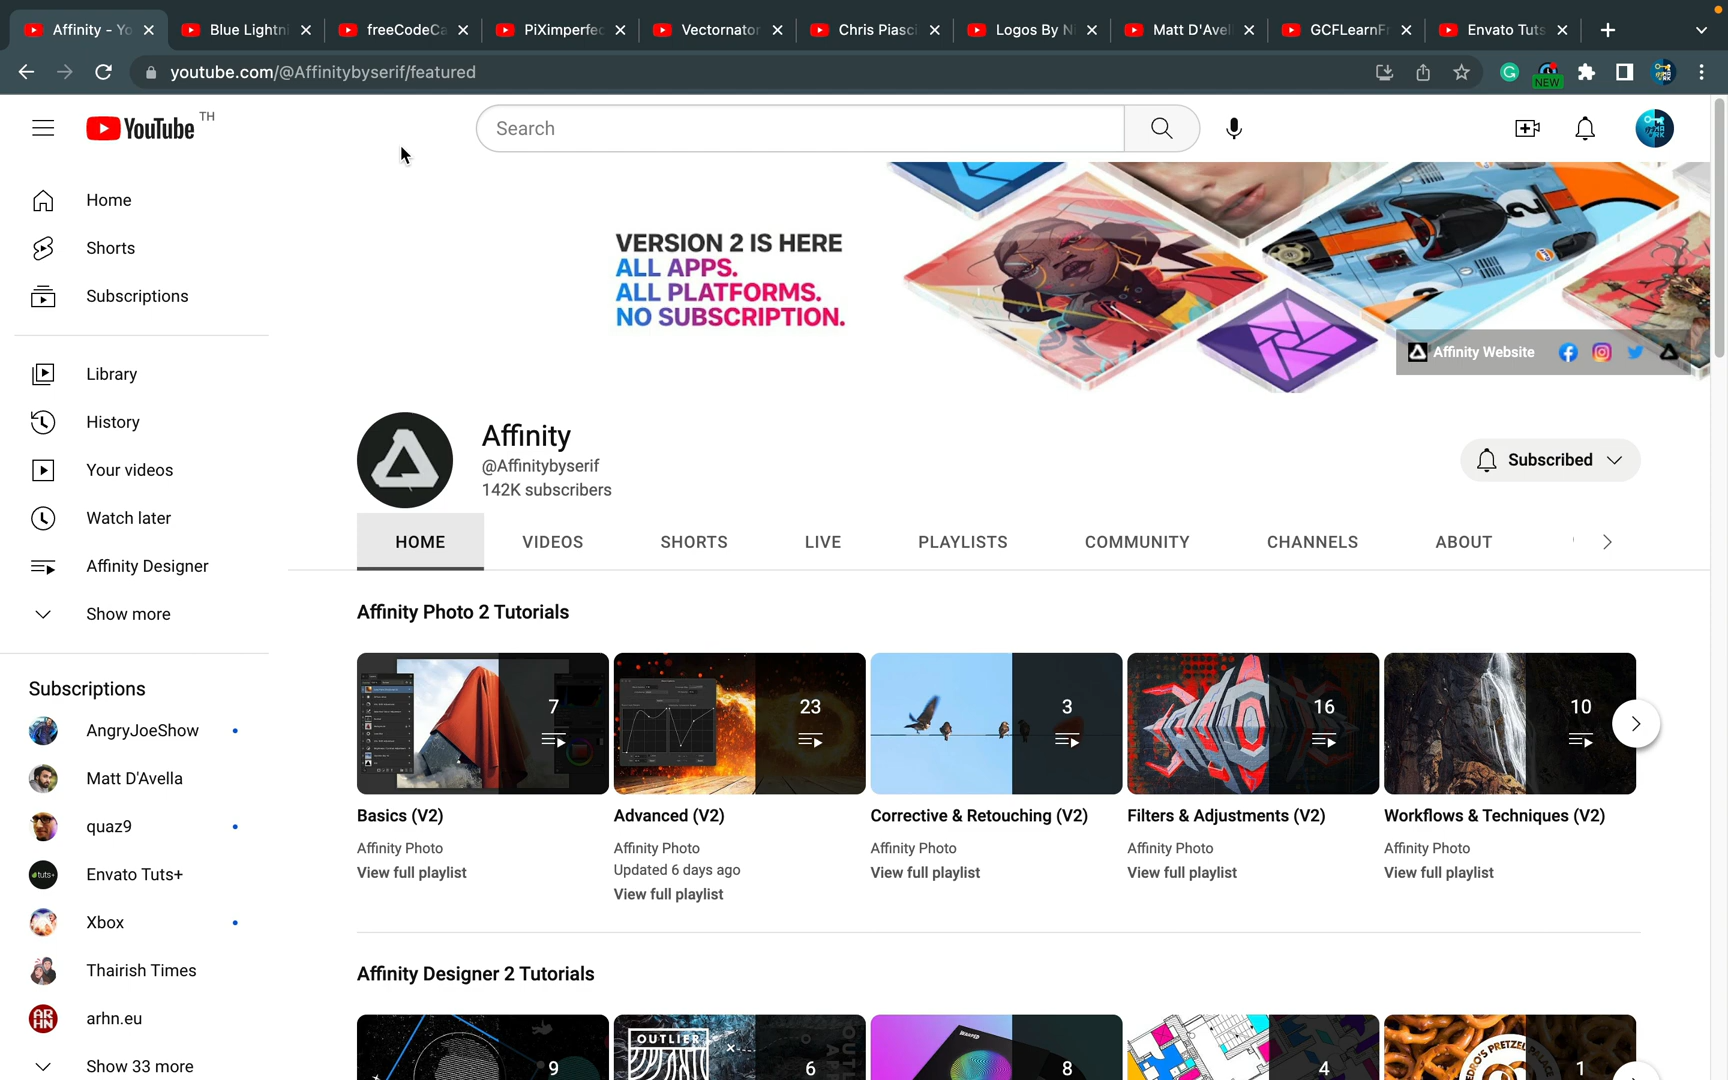 Affinity - Yo
Blue Lightni
freeCodeCa
PiXimperfec
Vectornator
Chris Piasci
Logos By Ni
Matt D'Avel
GCFLearnFr
Envato Tuts
youtube.com/@Affinitybyserif/featured
NEW
YouTube TH
Search
Home
Shorts
Subscriptions
Library
History
Your videos
Watch later
Affinity Designer
Show more
Subscriptions
AngryJoeShow
Matt D'Avella
quaz9
Envato Tuts+
Xbox
Thairish Times
arhn.eu
Show 33 more
VERSION 2 IS HERE
ALL APPS.
ALL PLATFORMS.
NO SUBSCRIPTION.
Affinity Website
Affinity
@Affinitybyserif
142K subscribers
Subscribed
HOME
VIDEOS
SHORTS
LIVE
PLAYLISTS
COMMUNITY
CHANNELS
ABOUT
Affinity Photo 2 Tutorials
7
23
3
16
10
Basics (V2)
Affinity Photo
View full playlist
Advanced (V2)
Affinity Photo
Updated 6 days ago
View full playlist
Corrective & Retouching (V2)
Affinity Photo
View full playlist
Filters & Adjustments (V2)
Affinity Photo
View full playlist
Workflows & Techniques (V2)
Affinity Photo
View full playlist
Affinity Designer 2 Tutorials
OUTLIER
9
6
8
4
1